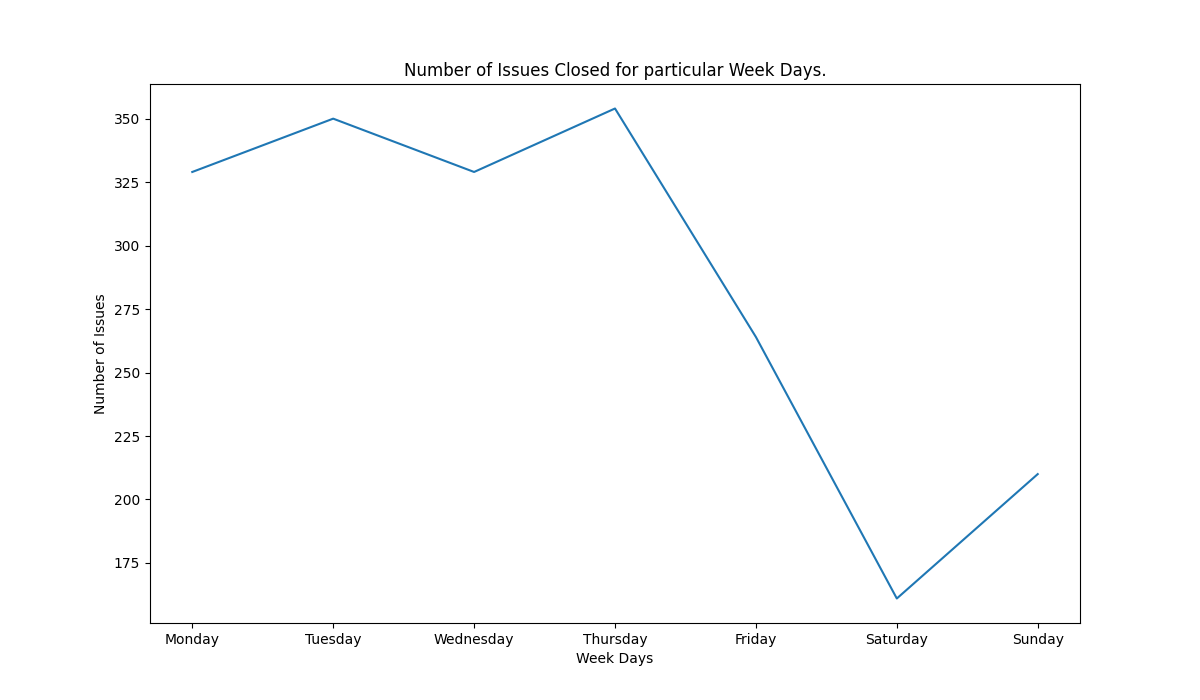 Number of Issues Closed for particular Week Days.
Number of Issues
350
325
300
275
250
225
200
175
Monday Tuesday Wednesday Thursday Friday Saturday Sunday
Week Days